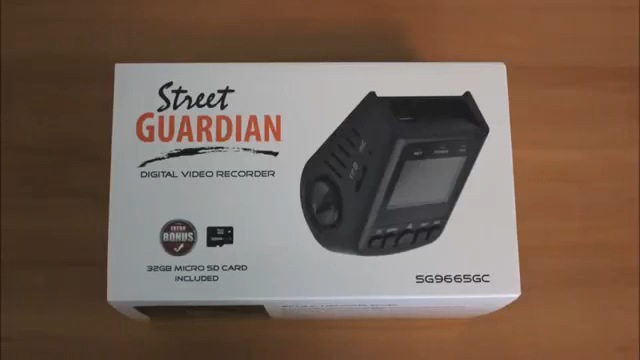 Street
GUARDIAN
DIGITAL VIDEO RECORDER
EXTRA
BONUS
32GB MICRO SD CARD
INCLUDED
SG9665GC